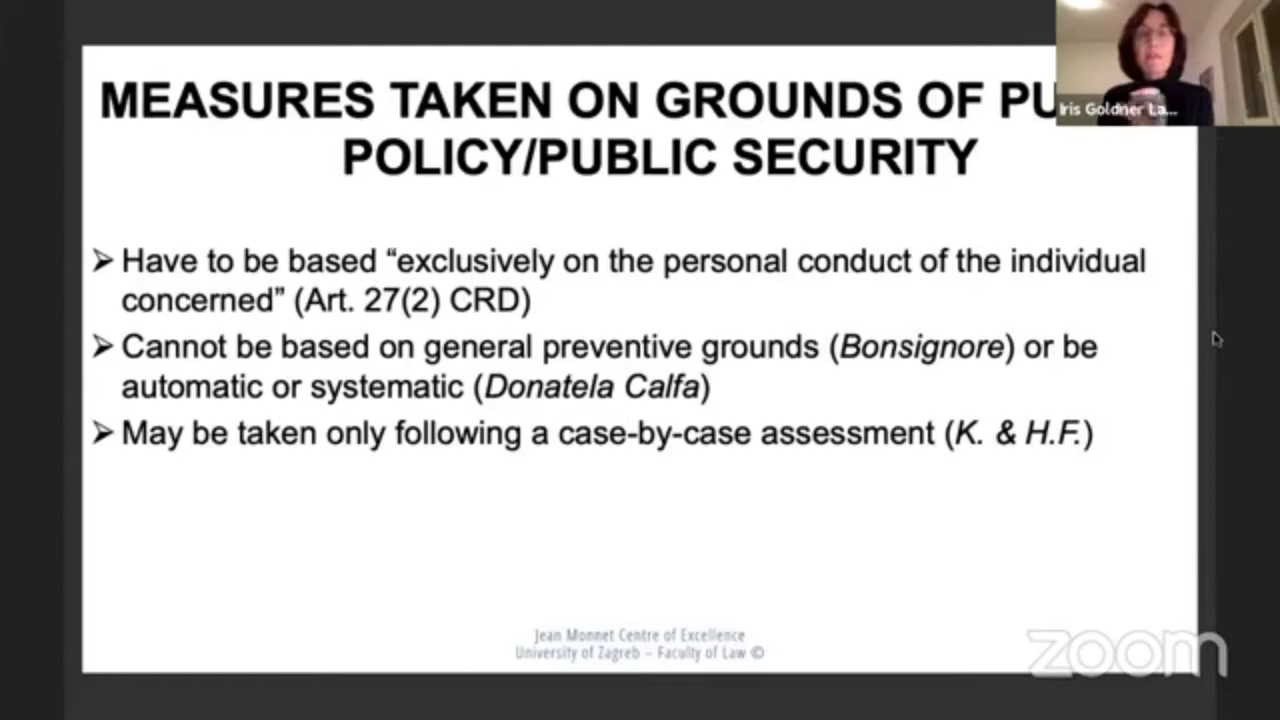 MEASURES TAKEN ON GROUNDS OF PU
POLICY/PUBLIC SECURITY
Iris Goldner La...
➢ Have to be based “exclusively on the personal conduct of the individual
concerned” (Art. 27(2) CRD)
➢ Cannot be based on general preventive grounds (Bonsignore) or be
automatic or systematic (Donatela Calfa)
➢ May be taken only following a case-by-case assessment (K. & H.F.)
Jean Monnet Centre of Excellence
University of Zagreb – Faculty of Law ©
zoom